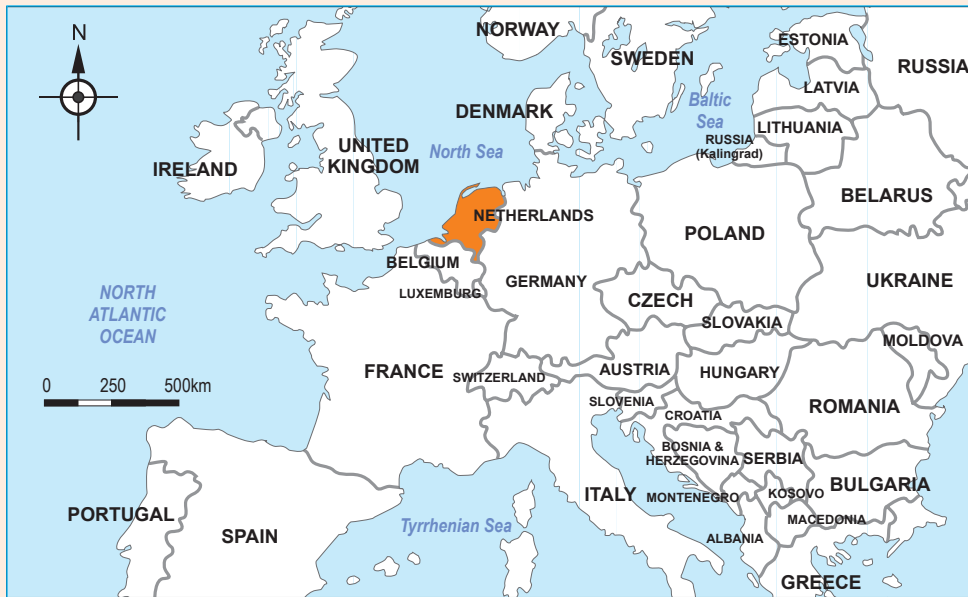 N
NORWAY
SWEDEN
ESTONIA
RUSSIA
LATVIA
DENMARK
Baltic
Sea
LITHUANIA
RUSSIA
(Kalingrad)
UNITED
KINGDOM
North Sea
IRELAND
BELARUS
NETHERLANDS
POLAND
BELGIUM
GERMANY
UKRAINE
LUXEMBURG
CZECH
NORTH
ATLANTIC
OCEAN
SLOVAKIA
MOLDOVA
FRANCE
SWITZERLAND
AUSTRIA
HUNGARY
0 250 500km
SLOVENIA
CROATIA
ROMANIA
BOSNIA &
HERZEGOVINA
SERBIA
BULGARIA
ITALY
MONTENEGRO
KOSOVO
PORTUGAL
SPAIN
Tyrrhenian Sea
MACEDONIA
ALBANIA
GREECE